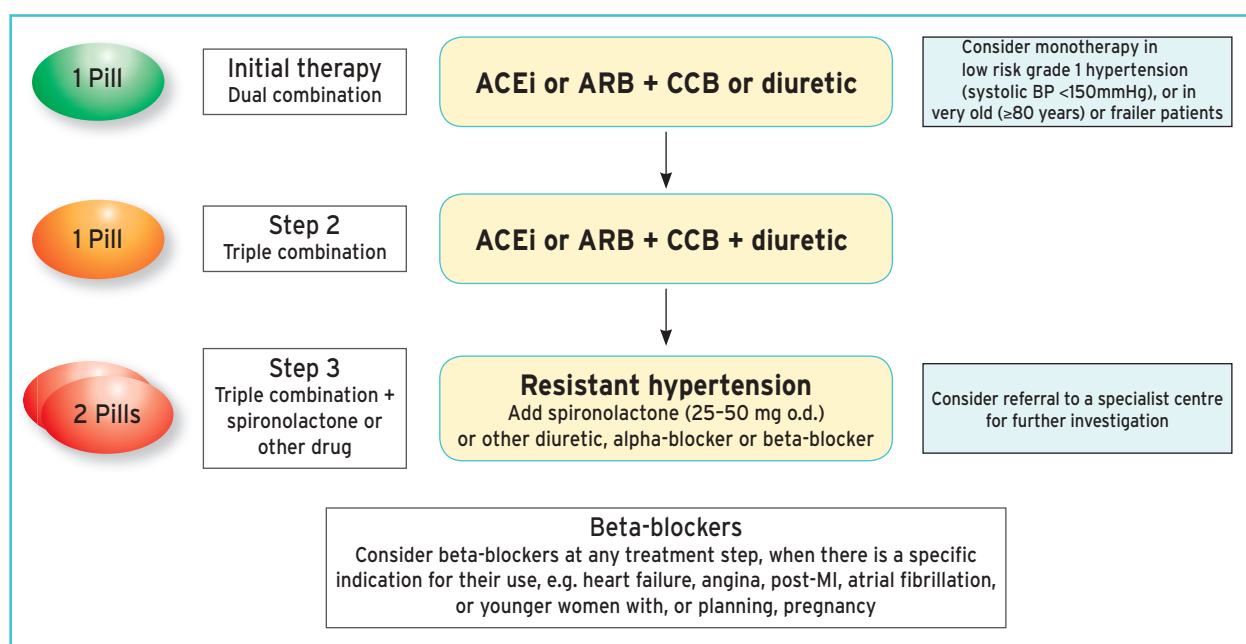 1 Pill
Initial therapy
Dual combination
ACEi or ARB + CCB or diuretic
Consider monotherapy in
low risk grade 1 hypertension
(systolic BP <150mmHg), or in
very old (≥80 years) or frailer patients
1 Pill
Step 2
Triple combination
ACEi or ARB + CCB + diuretic
2 Pills
Step 3
Triple combination +
spironolactone or
other drug
Resistant hypertension
Add spironolactone (25–50 mg o.d.)
or other diuretic, alpha-blocker or beta-blocker
Consider referral to a specialist centre
for further investigation
Beta-blockers
Consider beta-blockers at any treatment step, when there is a specific
indication for their use, e.g. heart failure, angina, post-MI, atrial fibrillation,
or younger women with, or planning, pregnancy